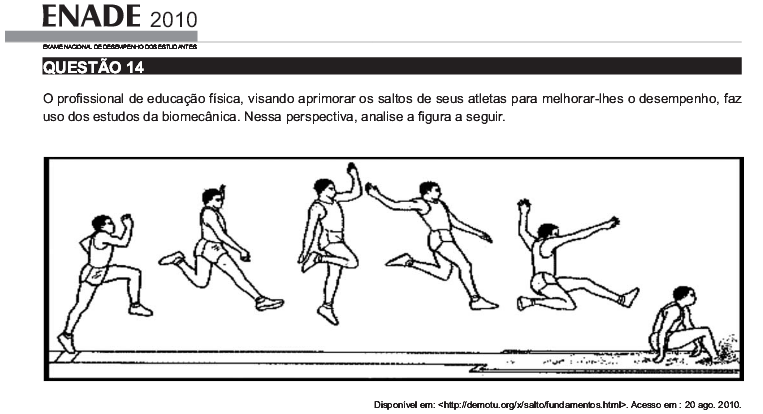 ENADE 2010
EXAME NACIONAL DE DESEMPENHO DOS ESTUDANTES
QUESTÃO 14
O profissional de educação física, visando aprimorar os saltos de seus atletas para melhorar-lhes o desempenho, faz
uso dos estudos da biomecânica. Nessa perspectiva, analise a figura a seguir.
Disponível em: <http://demotu.org/x/salto/fundamentos.html>. Acesso em : 20 ago. 2010.